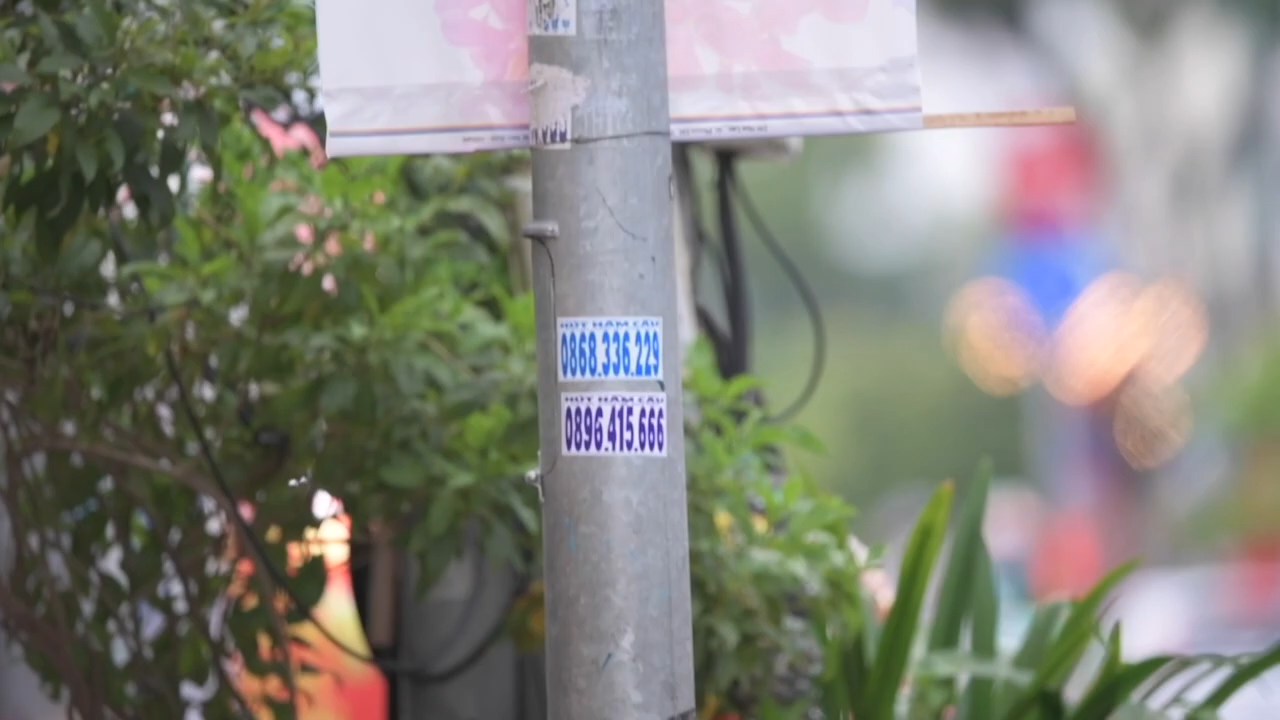 HÚT HẦM CẦU
0868.336.229
HÚT HẦM CẦU
0896.415.666